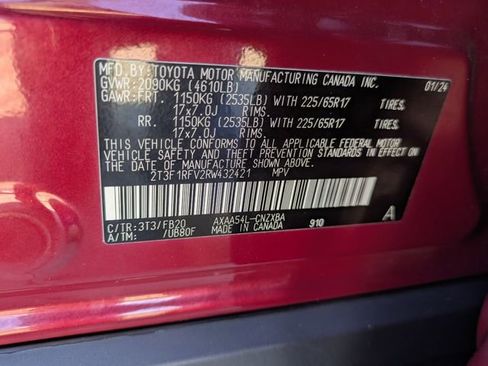 MFD. BY: TOYOTA MOTOR MANUFACTURING CANADA INC. 01/24
GVWR: 2090KG (4610LB)
GAWR: FRT. 1150KG (2535LB) WITH 225/65R17 TIRES.
17x7.0J RIMS.
RR. 1150KG (2535LB) WITH 225/65R17 TIRES.
17x7.0J RIMS.
THIS VEHICLE CONFORMS TO ALL APPLICABLE FEDERAL MOTOR
VEHICLE SAFETY AND THEFT PREVENTION STANDARDS IN EFFECT ON
THE DATE OF MANUFACTURE SHOWN ABOVE.
2T3F1RFV2RW432421 MPV
C/TR: 3T3/FB20 AXAA54L-CNZXBA 910 A
A/TM: /UB80F MADE IN CANADA